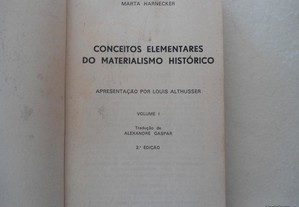 MARTA HARNECKER
CONCEITOS ELEMENTARES
DO MATERIALISMO HISTÓRICO
APRESENTAÇÃO POR LOUIS ALTHUSSER
VOLUME I
Tradução de
ALEXANDRE GASPAR
2.ª EDIÇÃO